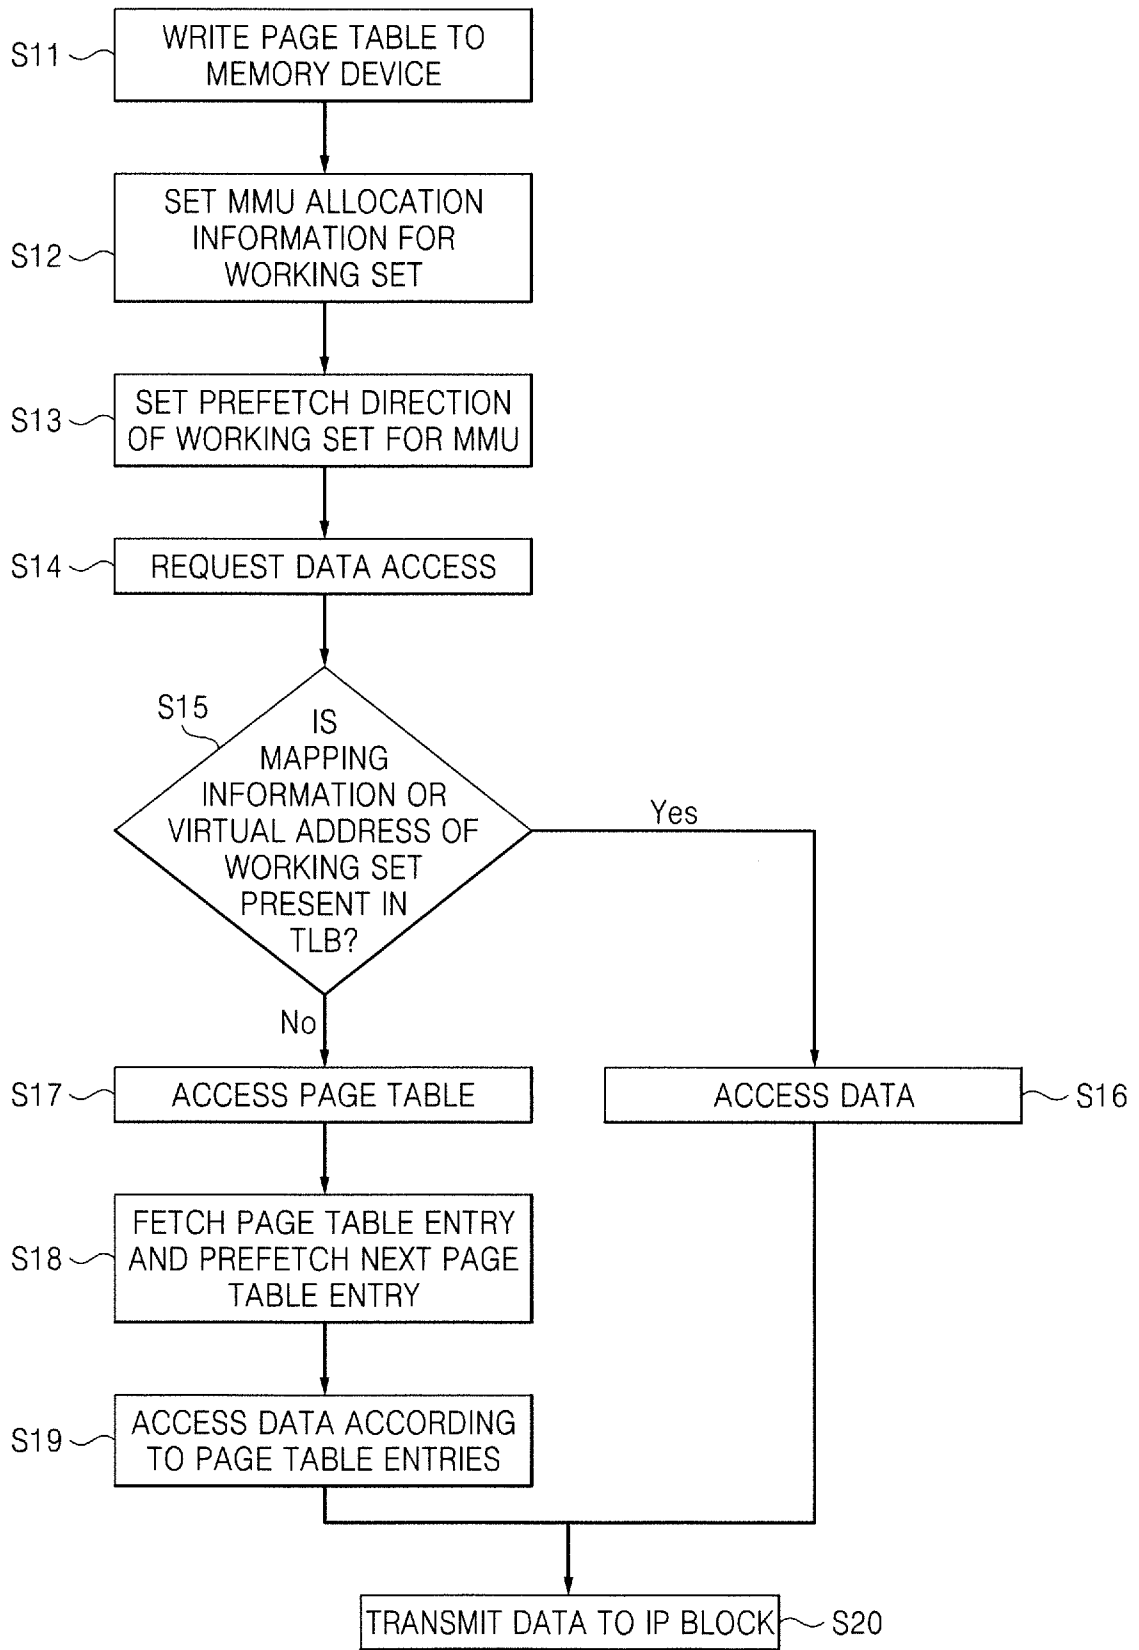 S11
WRITE PAGE TABLE TO
MEMORY DEVICE
S12
SET MMU ALLOCATION
INFORMATION FOR
WORKING SET
S13
SET PREFETCH DIRECTION
OF WORKING SET FOR MMU
S14
REQUEST DATA ACCESS
S15
IS
MAPPING
INFORMATION OR
VIRTUAL ADDRESS OF
WORKING SET
PRESENT IN
TLB?
Yes
No
S17
ACCESS PAGE TABLE
ACCESS DATA
S16
S18
FETCH PAGE TABLE ENTRY
AND PREFETCH NEXT PAGE
TABLE ENTRY
S19
ACCESS DATA ACCORDING
TO PAGE TABLE ENTRIES
TRANSMIT DATA TO IP BLOCK
S20